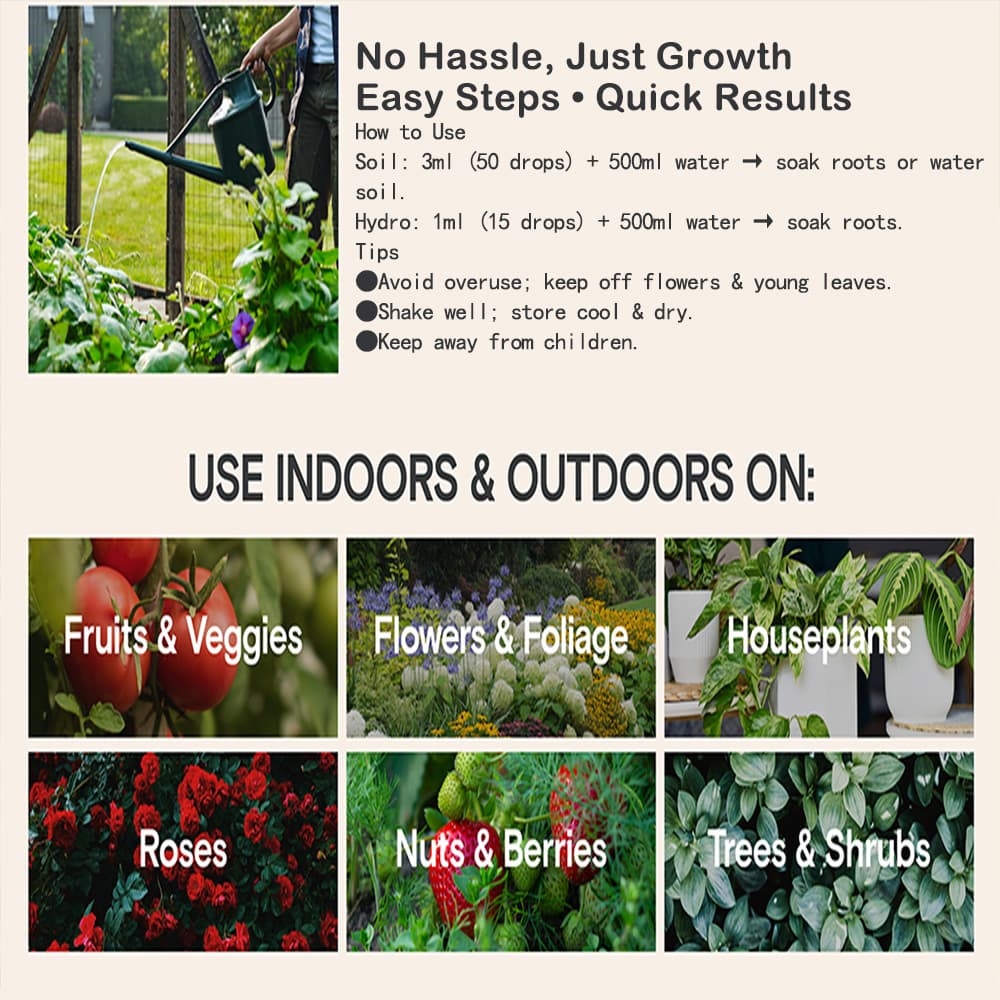 No Hassle, Just Growth
Easy Steps • Quick Results
How to Use
Soil: 3ml (50 drops) + 500ml water → soak roots or water
soil.
Hydro: 1ml (15 drops) + 500ml water → soak roots.
Tips
●Avoid overuse; keep off flowers & young leaves.
●Shake well; store cool & dry.
●Keep away from children.
USE INDOORS & OUTDOORS ON:
Fruits & Veggies
Flowers & Foliage
Houseplants
Roses
Nuts & Berries
Trees & Shrubs